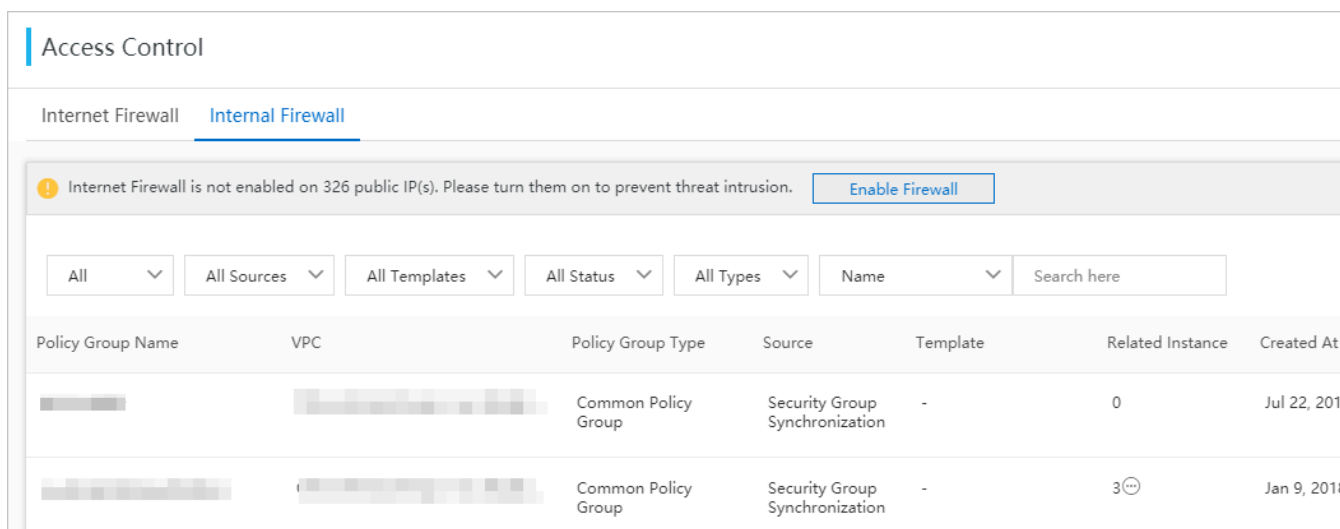 Access Control
Internet Firewall Internal Firewall
Internet Firewall is not enabled on 326 public IP(s). Please turn them on to prevent threat intrusion. Enable Firewall
All All Sources All Templates All Status All Types Name Search here
Policy Group Name VPC Policy Group Type Source Template Related Instance Created At
Common Policy Security Group - 0 Jul 22, 201
Group Synchronization
Common Policy Security Group - 3 Jan 9, 2018
Group Synchronization